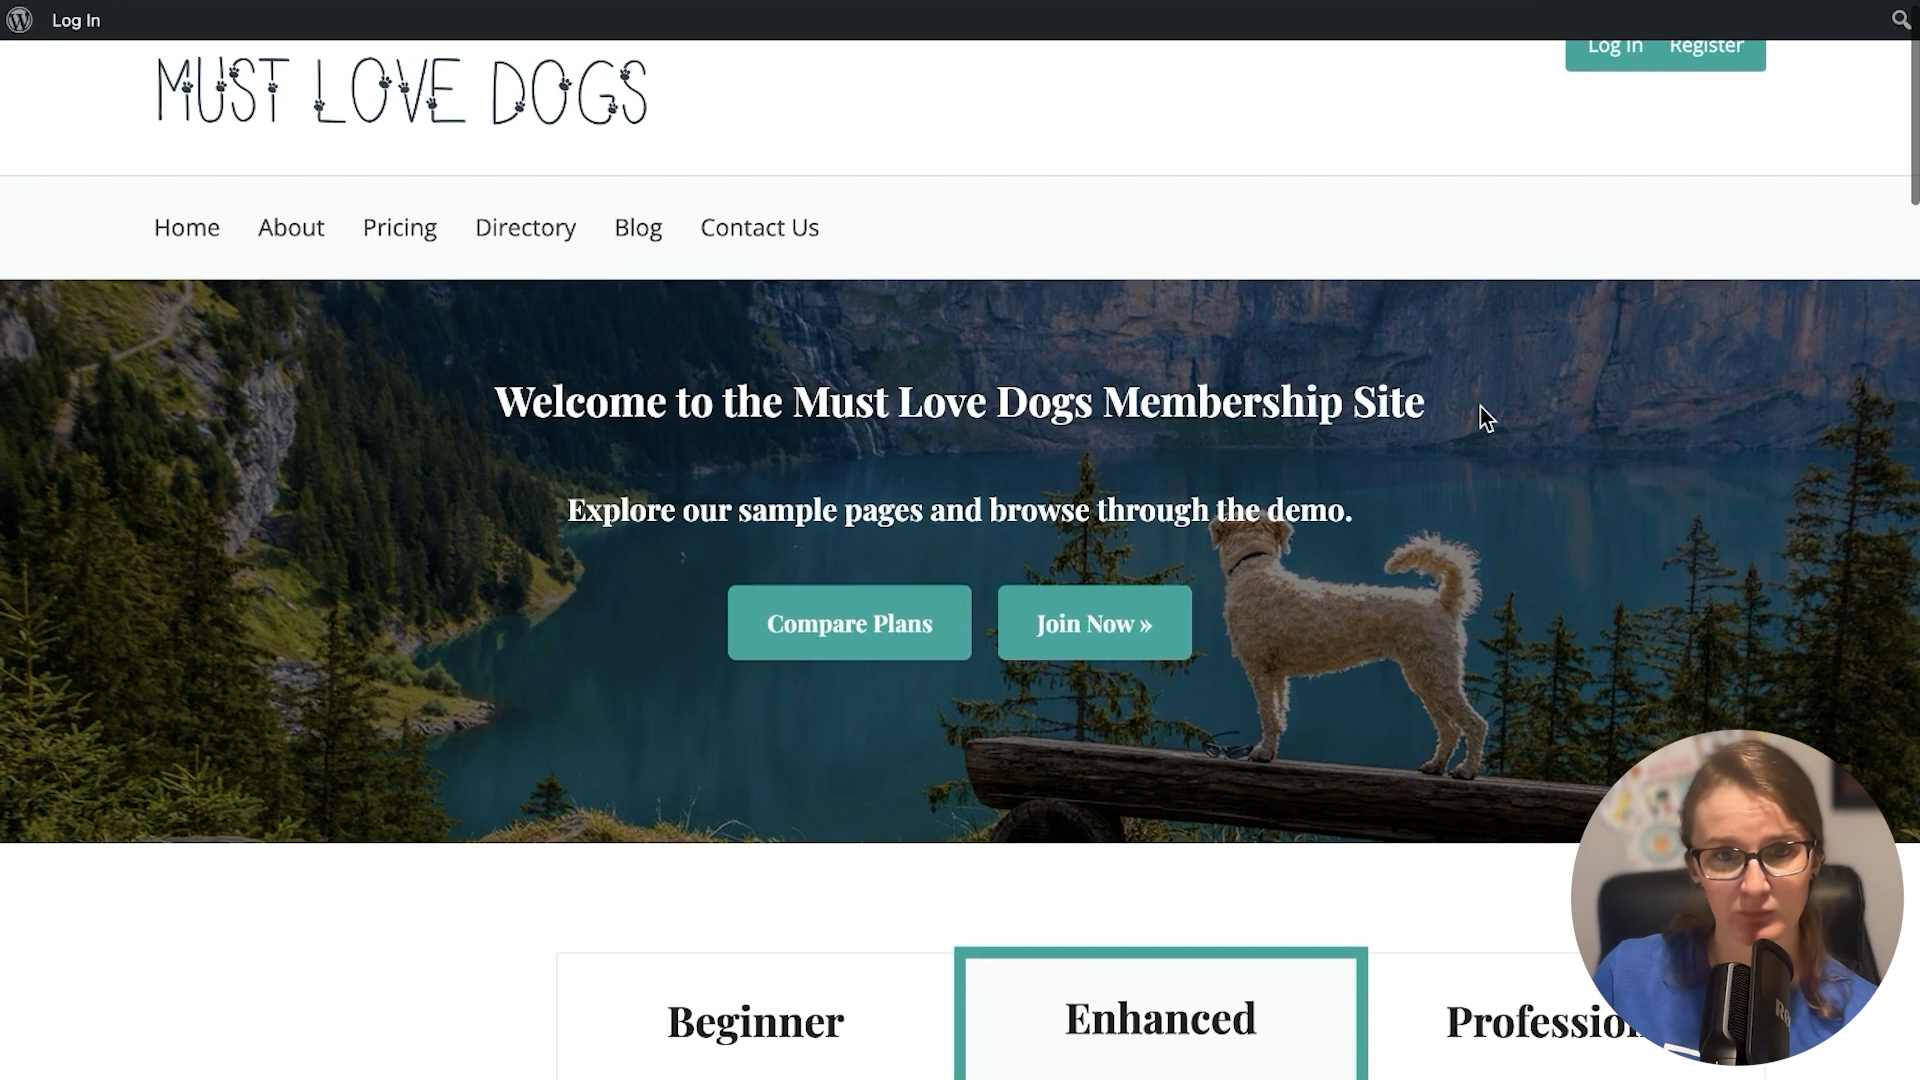 Log In
Log In Register
MUST LOVE DOGS
Home About Pricing Directory Blog Contact Us
Welcome to the Must Love Dogs Membership Site
Explore our sample pages and browse through the demo.
Compare Plans Join Now »
Beginner Enhanced